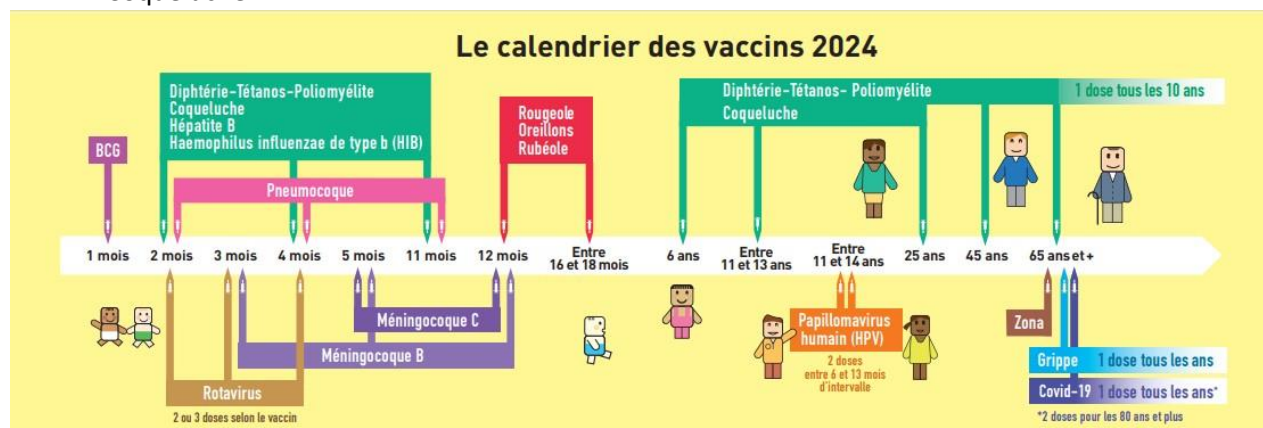 Le calendrier des vaccins 2024
BCG
Diphtérie-Tétanos-Poliomyélite
Coqueluche
Hépatite B
Haemophilus influenzae de type b (HIB)
Pneumocoque
Rougeole
Oreillons
Rubéole
Diphtérie-Tétanos- Poliomyélite
Coqueluche
1 dose tous les 10 ans
1 mois
2 mois
3 mois
4 mois
5 mois
11 mois
12 mois
Entre
16 et 18 mois
6 ans
Entre
11 et 13 ans
Entre
11 et 14 ans
25 ans
45 ans
65 ans et +
Méningocoque C
Méningocoque B
Rotavirus
2 ou 3 doses selon le vaccin
Papillomavirus
humain (HPV)
2 doses
entre 6 et 13 mois
d'intervalle
Zona
Grippe 1 dose tous les ans
Covid-19 1 dose tous les ans*
*2 doses pour les 80 ans et plus